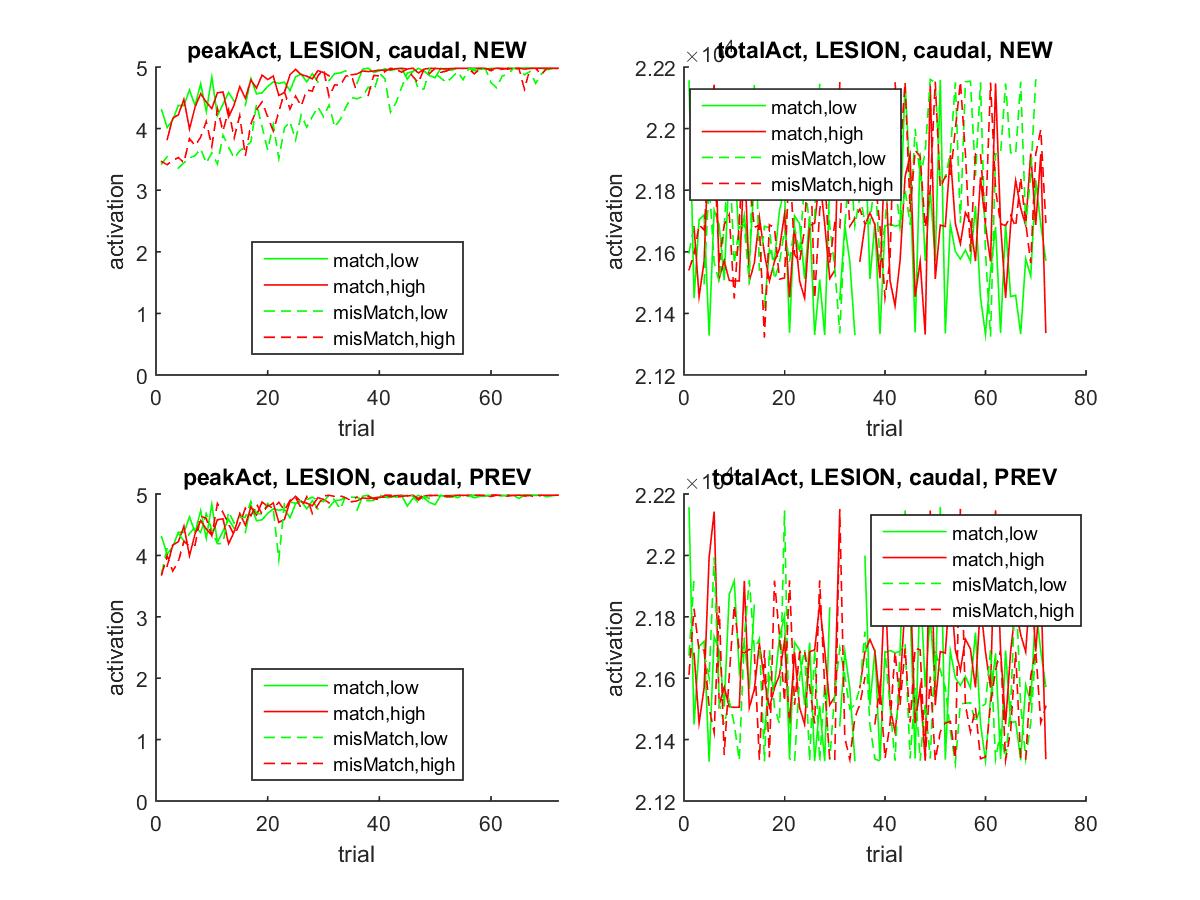 peakAct, LESION, caudal, NEW
5
4
3
2
1
0
activation
match,low
match,high
misMatch,low
misMatch,high
0 20 40 60
trial
totalAct, LESION, caudal, NEW
×10⁴
2.22
2.2
2.18
2.16
2.14
2.12
activation
match,low
match,high
misMatch,low
misMatch,high
0 20 40 60 80
trial
peakAct, LESION, caudal, PREV
5
4
3
2
1
0
activation
match,low
match,high
misMatch,low
misMatch,high
0 20 40 60
trial
totalAct, LESION, caudal, PREV
×10⁴
2.22
2.2
2.18
2.16
2.14
2.12
activation
match,low
match,high
misMatch,low
misMatch,high
0 20 40 60 80
trial